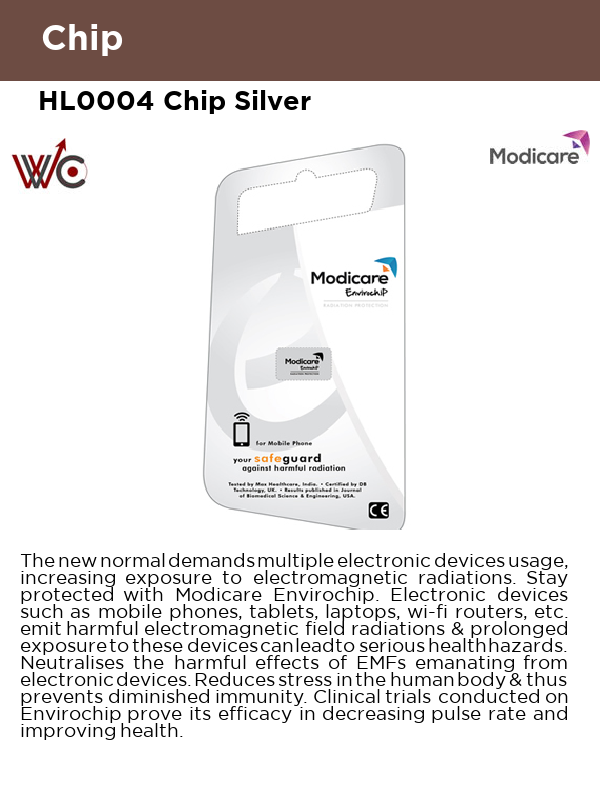 Chip
HL0004 Chip Silver
WC
Modicare
Modicare
Envirochip
RADIATION PROTECTION
Modicare
Envirochip
for Mobile Phone
your safeguard
against harmful radiation
Tested by Max Healthcare, India. • Certified by IDB
Technology, UK. • Results published in Journal
of Biomedical Science & Engineering, USA.
CE
The new normal demands multiple electronic devices usage,
increasing exposure to electromagnetic radiations. Stay
protected with Modicare Envirochip. Electronic devices
such as mobile phones, tablets, laptops, wi-fi routers, etc.
emit harmful electromagnetic field radiations & prolonged
exposure to these devices can lead to serious health hazards.
Neutralises the harmful effects of EMFs emanating from
electronic devices. Reduces stress in the human body & thus
prevents diminished immunity. Clinical trials conducted on
Envirochip prove its efficacy in decreasing pulse rate and
improving health.